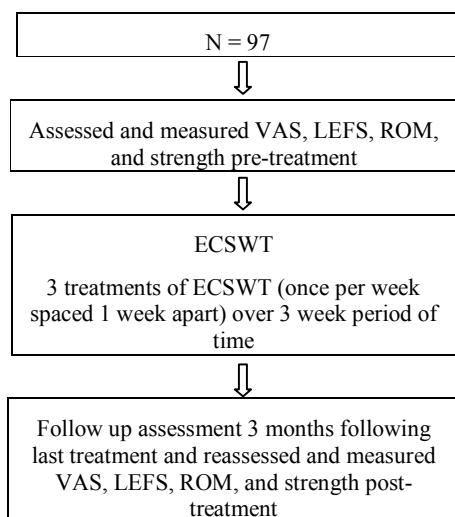 N = 97
Assessed and measured VAS, LEFS, ROM,
and strength pre-treatment
ECSWT
3 treatments of ECSWT (once per week
spaced 1 week apart) over 3 week period of
time
Follow up assessment 3 months following
last treatment and reassessed and measured
VAS, LEFS, ROM, and strength post-
treatment